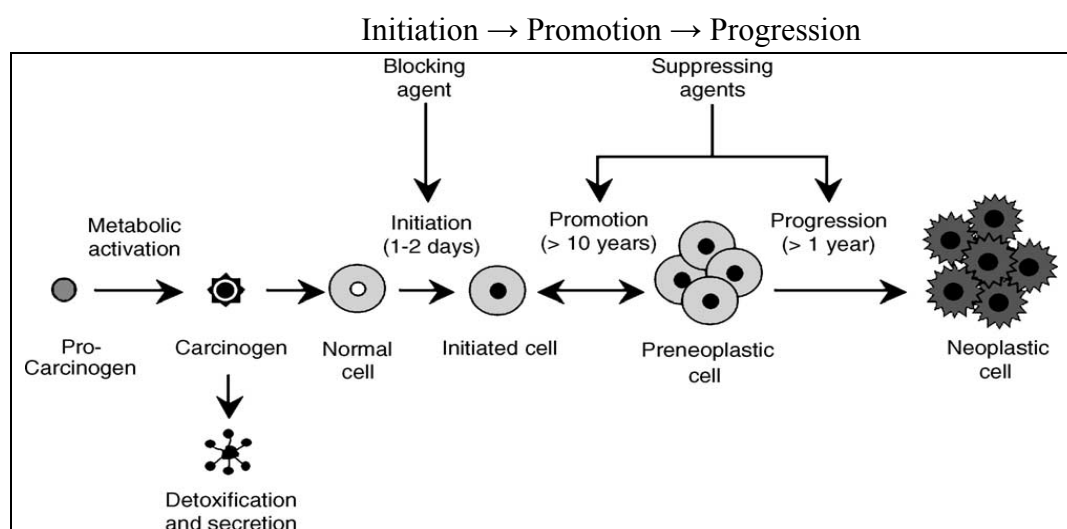 Initiation → Promotion → Progression
Blocking
agent
Suppressing
agents
Metabolic
activation
Initiation
(1-2 days)
Promotion
(> 10 years)
Progression
(> 1 year)
Pro-
Carcinogen
Carcinogen
Normal
cell
Initiated cell
Preneoplastic
cell
Neoplastic
cell
Detoxification
and secretion